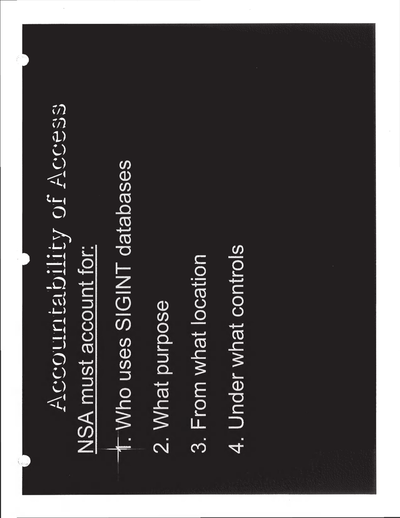 Accountability of Access
NSA must account for:
1. Who uses SIGINT databases
2. What purpose
3. From what location
4. Under what controls